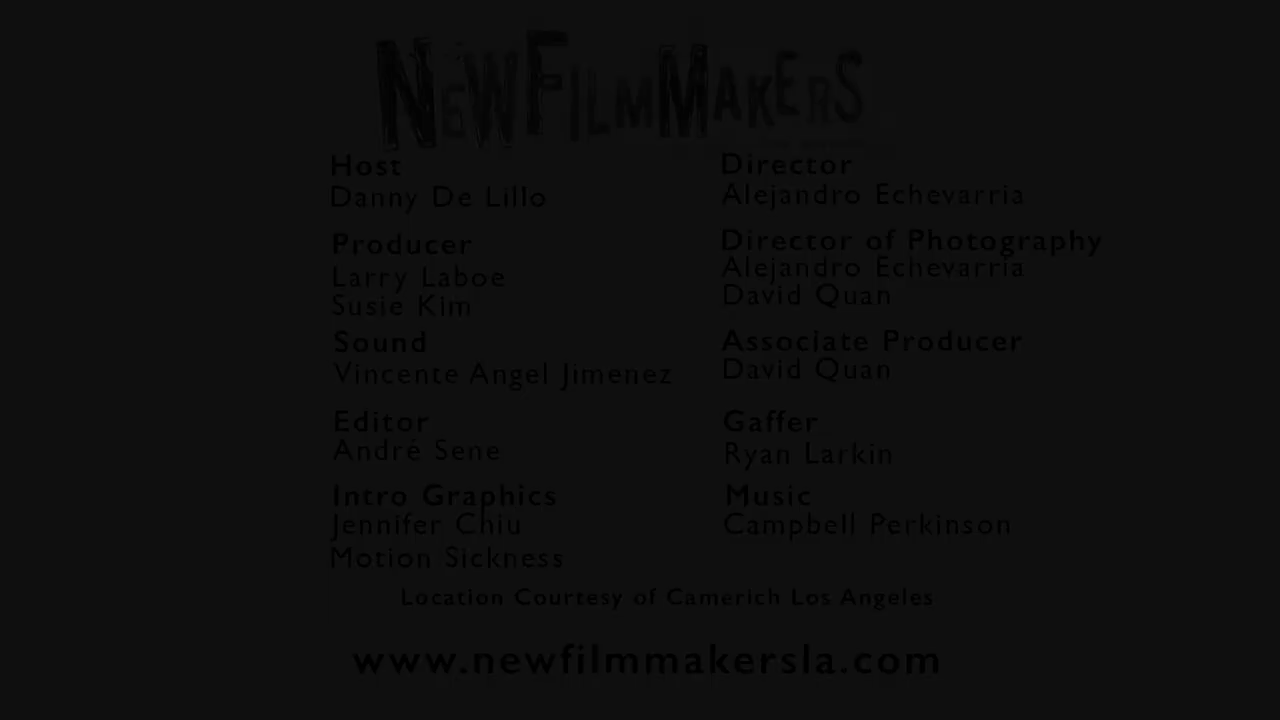 NEWFILMMAKERS
Host
Danny De Lillo
Producer
Larry Laboe
Susie Kim
Sound
Vincente Angel Jimenez
Editor
André Sene
Intro Graphics
Jennifer Chiu
Motion Sickness
Director
Alejandro Echevarria
Director of Photography
Alejandro Echevarria
David Quan
Associate Producer
David Quan
Gaffer
Ryan Larkin
Music
Campbell Perkinson
Location Courtesy of Camerich Los Angeles
www.newfilmmakersla.com